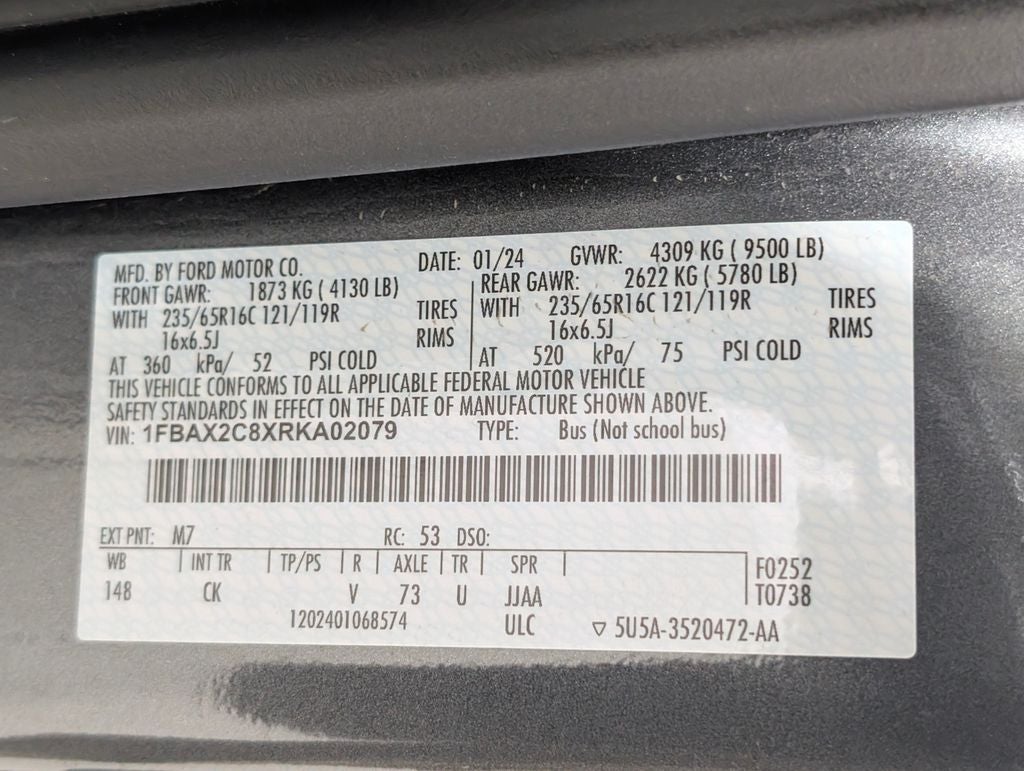 MFD. BY FORD MOTOR CO. DATE: 01/24 GVWR: 4309 KG ( 9500 LB)
FRONT GAWR: 1873 KG ( 4130 LB) REAR GAWR: 2622 KG ( 5780 LB)
WITH 235/65R16C 121/119R TIRES WITH 235/65R16C 121/119R TIRES
16x6.5J RIMS 16x6.5J RIMS
AT 360 kPa/ 52 PSI COLD AT 520 kPa/ 75 PSI COLD
THIS VEHICLE CONFORMS TO ALL APPLICABLE FEDERAL MOTOR VEHICLE
SAFETY STANDARDS IN EFFECT ON THE DATE OF MANUFACTURE SHOWN ABOVE.
VIN: 1FBAX2C8XRKA02079 TYPE: Bus (Not school bus)
EXT PNT: M7 RC: 53 DSO:
WB INT TR TP/PS R AXLE TR SPR F0252
148 CK V 73 U JJAA T0738
1202401068574 ULC ▽ 5U5A-3520472-AA